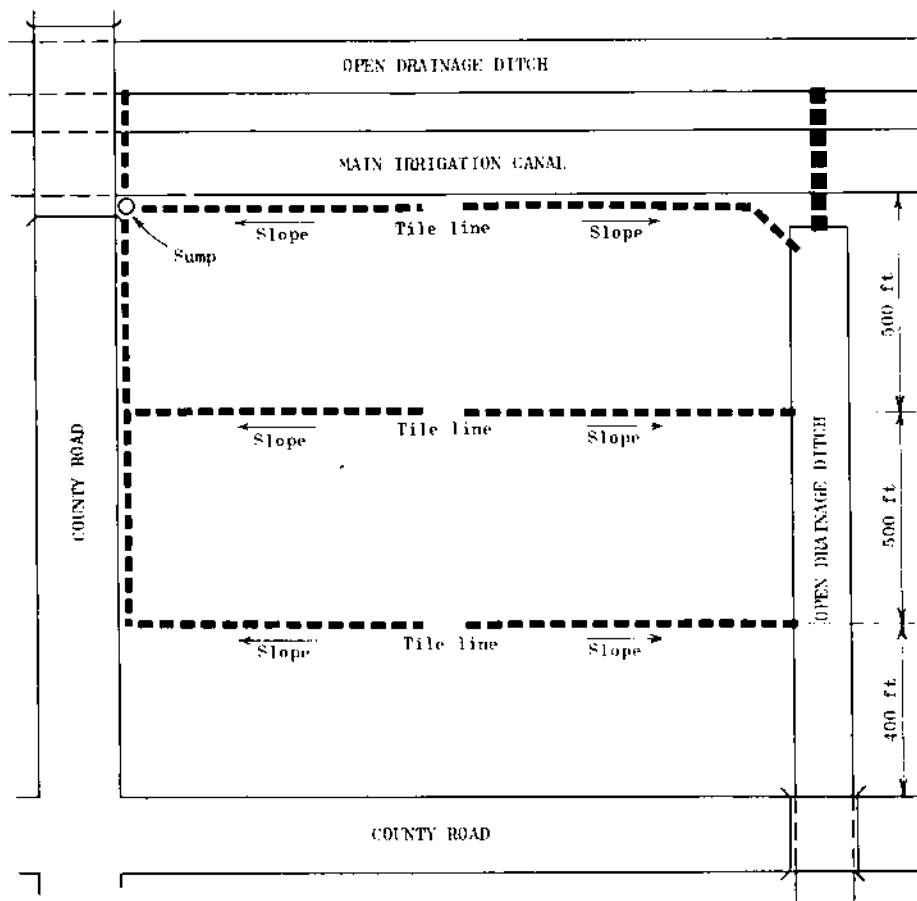 OPEN DRAINAGE DITCH
MAIN IRRIGATION CANAL
Slope
Tile line
Slope
Sump
500 ft
Slope
Tile line
Slope
COUNTY ROAD
OPEN DRAINAGE DITCH
500 ft
Slope
Tile line
Slope
400 ft
COUNTY ROAD